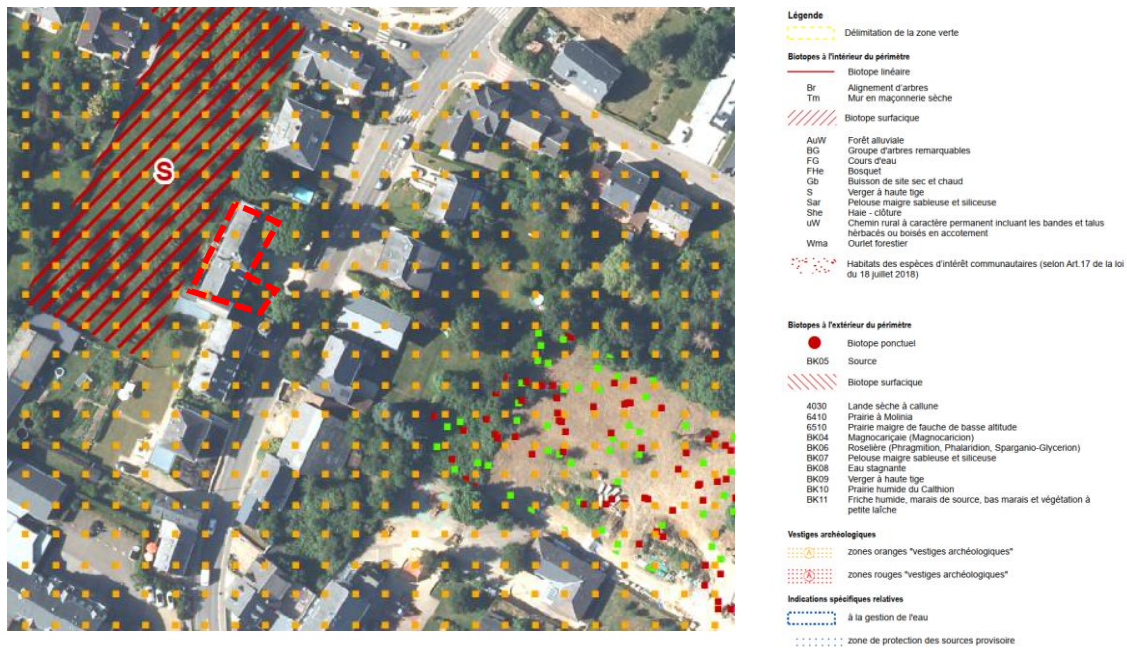 S
Légende
Délimitation de la zone verte
Biotopes à l'intérieur du périmètre
Biotope linéaire
Br Alignement d'arbres
Tm Mur en maçonnerie sèche
Biotope surfacique
AuW Forêt alluviale
BG Groupe d'arbres remarquables
FG Cours d'eau
FHe Bosquet
Gb Buisson de site sec et chaud
S Verger à haute tige
Sar Pelouse maigre sableuse et siliceuse
She Haie - clôture
uW Chemin rural à caractère permanent incluant les bandes et talus
hérbacés ou boisés en accotement
Wma Ourlet forestier
Habitats des espèces d'intérêt communautaires (selon Art.17 de la loi
du 18 juillet 2018)
Biotopes à l'extérieur du périmètre
Biotope ponctuel
BK05 Source
Biotope surfacique
4030 Lande sèche à callune
6410 Prairie à Molinia
6510 Prairie maigre de fauche de basse altitude
BK04 Magnocariçaie (Magnocaricion)
BK06 Roselière (Phragmition, Phalaridion, Sparganio-Glycerion)
BK07 Pelouse maigre sableuse et siliceuse
BK08 Eau stagnante
BK09 Verger à haute tige
BK10 Prairie humide du Calthion
BK11 Friche humide, marais de source, bas marais et végétation à
petite laîche
Vestiges archéologiques
A zones oranges "vestiges archéologiques"
A zones rouges "vestiges archéologiques"
Indications spécifiques relatives
à la gestion de l'eau
zone de protection des sources provisoire